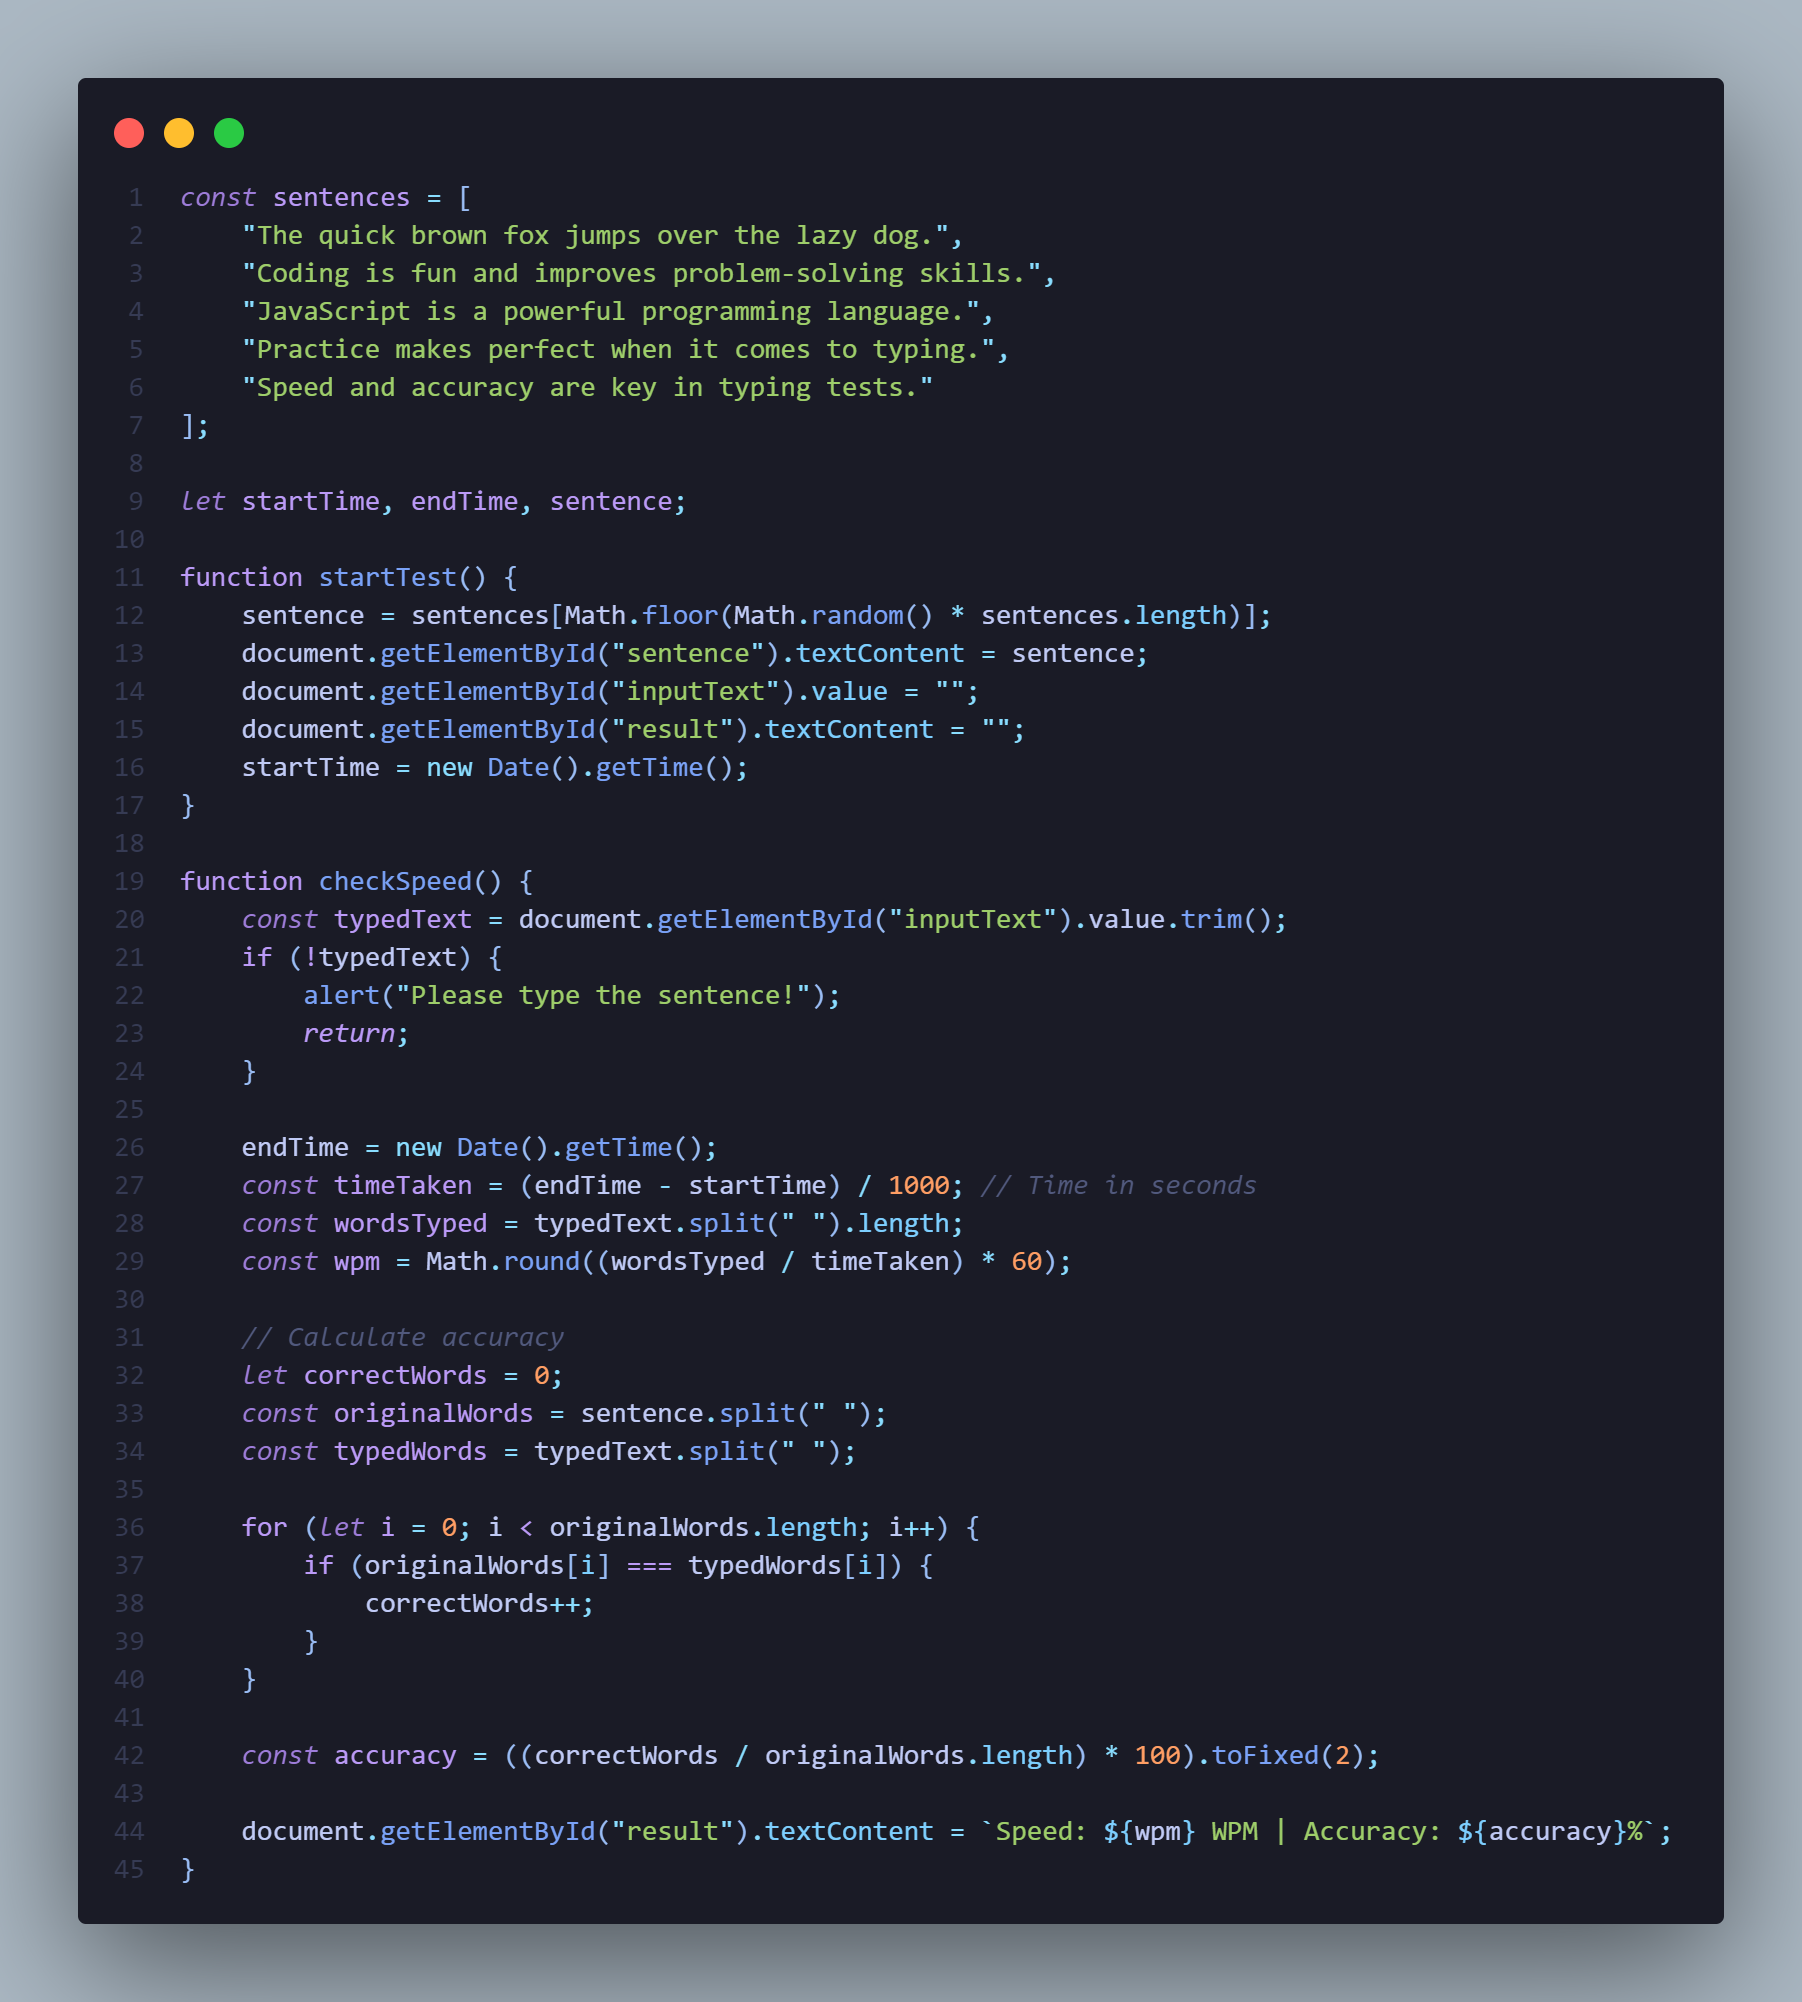 1 const sentences = [
2     "The quick brown fox jumps over the lazy dog.",
3     "Coding is fun and improves problem-solving skills.",
4     "JavaScript is a powerful programming language.",
5     "Practice makes perfect when it comes to typing.",
6     "Speed and accuracy are key in typing tests."
7 ];
8
9 let startTime, endTime, sentence;
10
11 function startTest() {
12     sentence = sentences[Math.floor(Math.random() * sentences.length)];
13     document.getElementById("sentence").textContent = sentence;
14     document.getElementById("inputText").value = "";
15     document.getElementById("result").textContent = "";
16     startTime = new Date().getTime();
17 }
18
19 function checkSpeed() {
20     const typedText = document.getElementById("inputText").value.trim();
21     if (!typedText) {
22         alert("Please type the sentence!");
23         return;
24     }
25
26     endTime = new Date().getTime();
27     const timeTaken = (endTime - startTime) / 1000; // Time in seconds
28     const wordsTyped = typedText.split(" ").length;
29     const wpm = Math.round((wordsTyped / timeTaken) * 60);
30
31     // Calculate accuracy
32     let correctWords = 0;
33     const originalWords = sentence.split(" ");
34     const typedWords = typedText.split(" ");
35
36     for (let i = 0; i < originalWords.length; i++) {
37         if (originalWords[i] === typedWords[i]) {
38             correctWords++;
39         }
40     }
41
42     const accuracy = ((correctWords / originalWords.length) * 100).toFixed(2);
43
44     document.getElementById("result").textContent = `Speed: ${wpm} WPM | Accuracy: ${accuracy}%`;
45 }